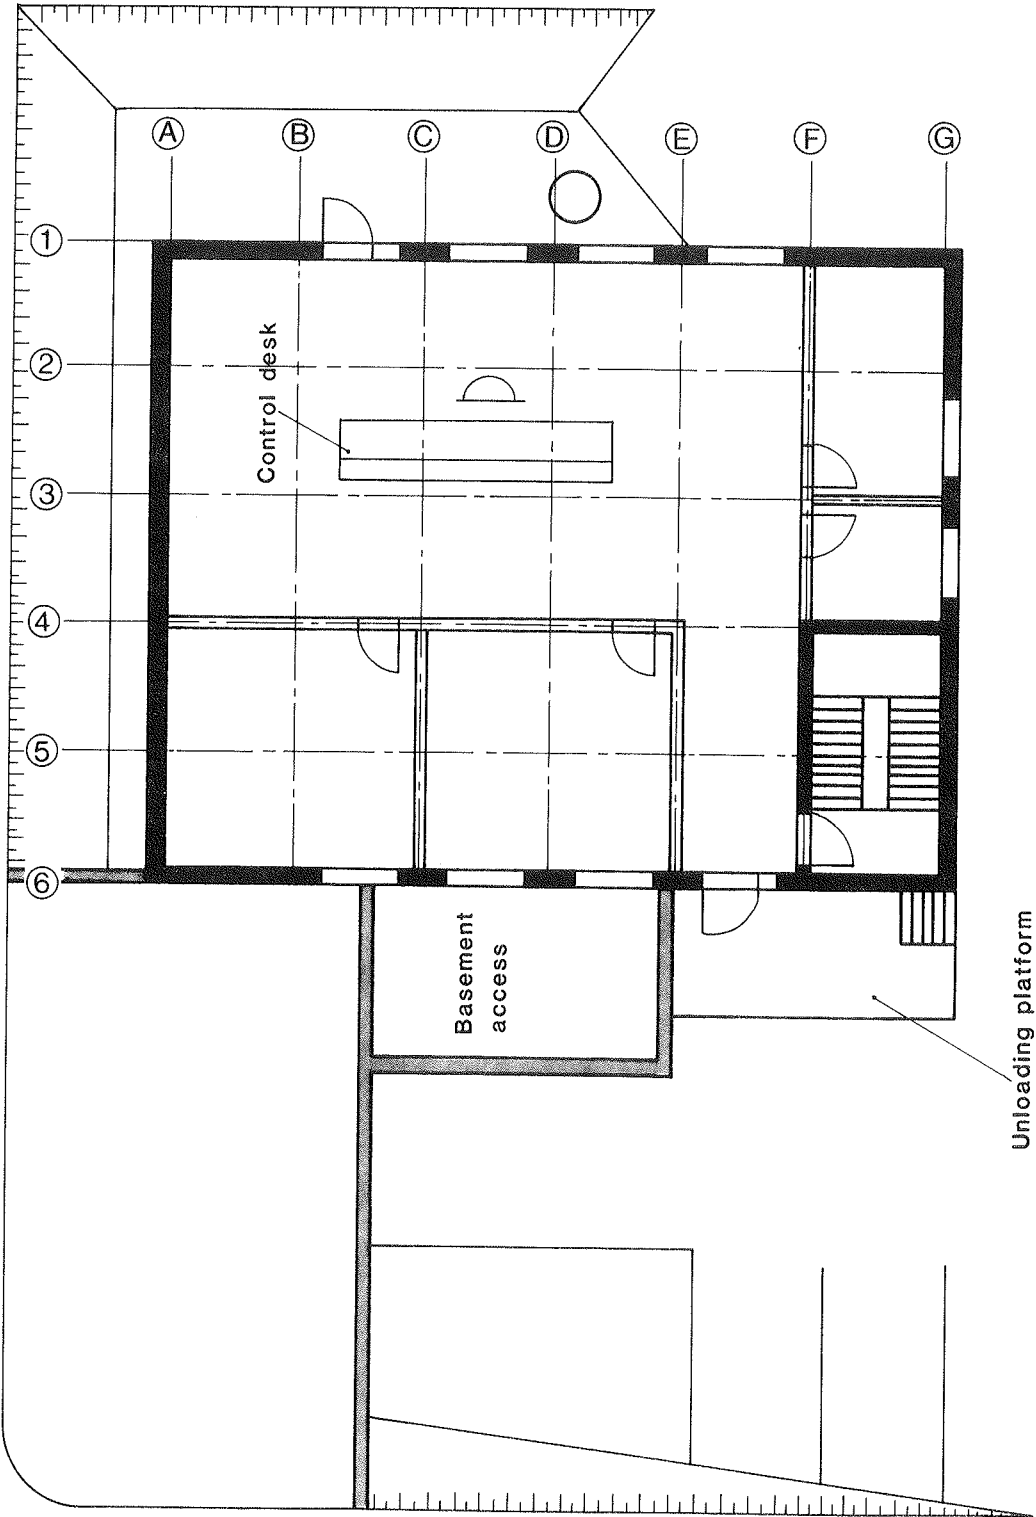 A
B
C
D
E
F
G
1
2
3
4
5
6
Control desk
Basement
access
Unloading platform